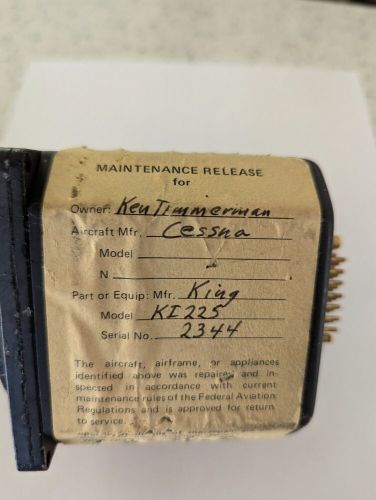 MAINTENANCE RELEASE
for
Owner: Ken Timmerman
Aircraft Mfr. Cessna
Model
N
Part or Equip: Mfr. King
Model KI 225
Serial No. 2344
The aircraft, airframe, or appliances
identified above was repaired and in-
spected in accordance with current
maintenance rules of the Federal Aviation
Regulations and is approved for return
to service.